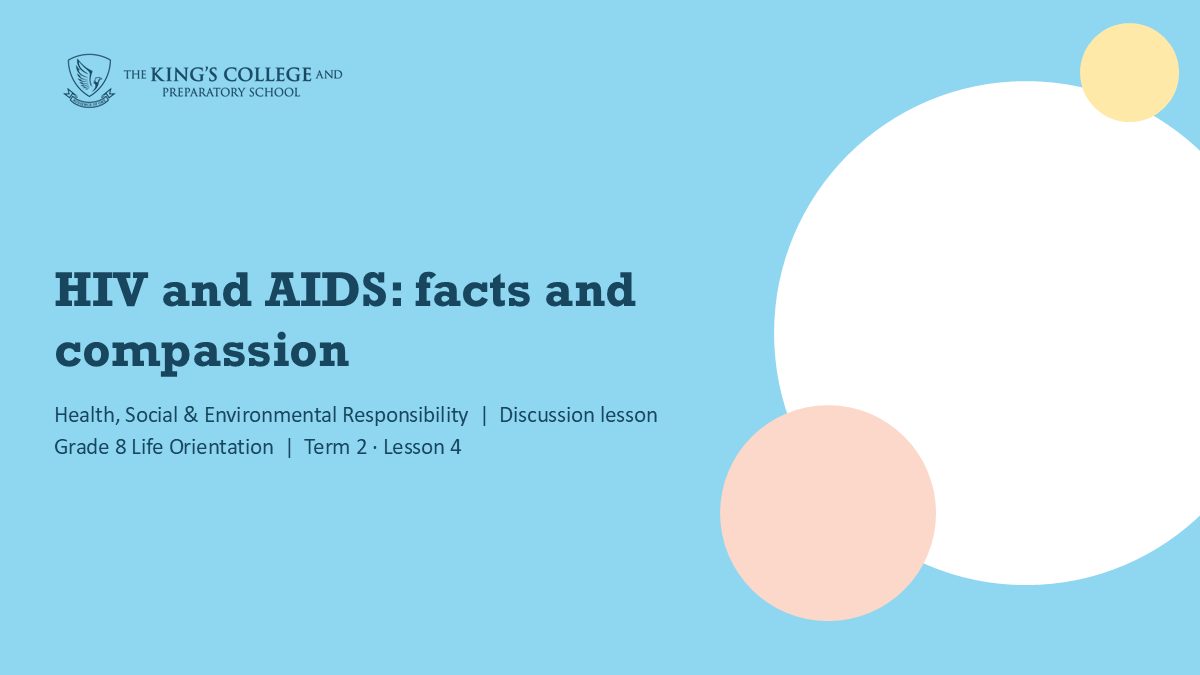 THE KING'S COLLEGE AND
PREPARATORY SCHOOL
HIV and AIDS: facts and
compassion
Health, Social & Environmental Responsibility | Discussion lesson
Grade 8 Life Orientation | Term 2 · Lesson 4